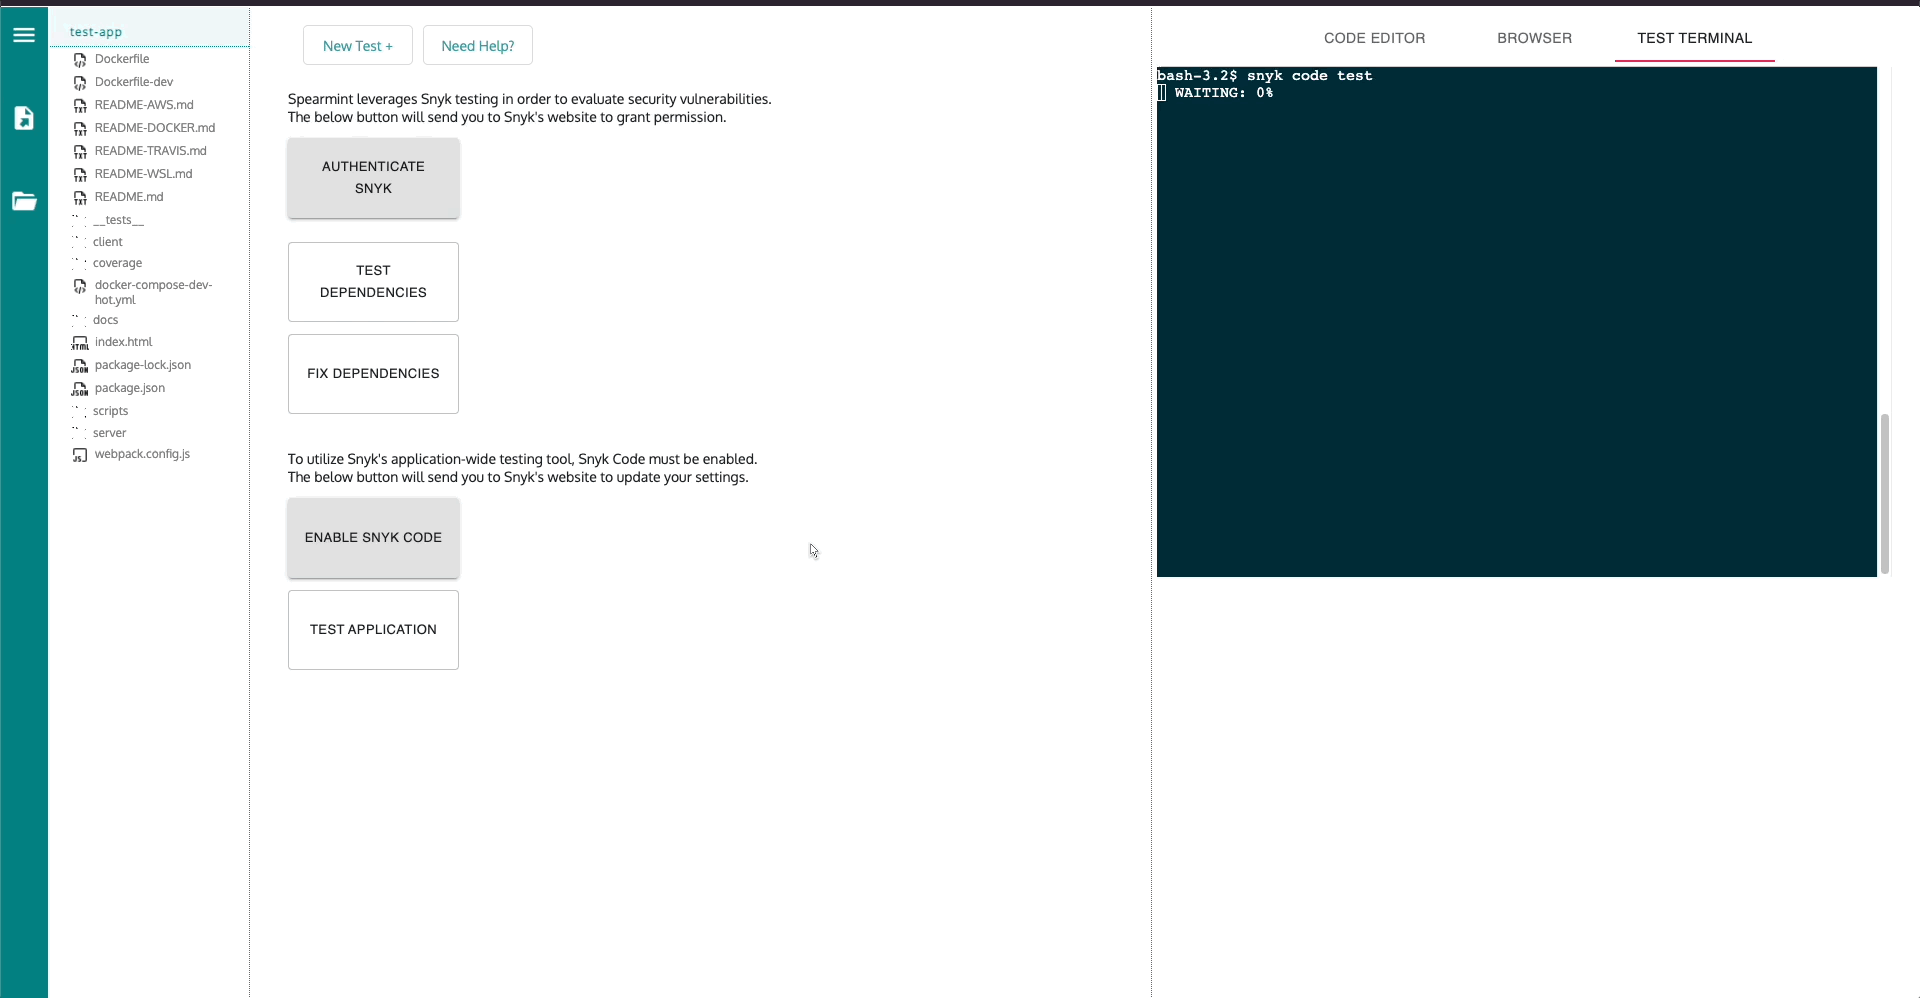 test-app
Dockerfile
Dockerfile-dev
README-AWS.md
README-DOCKER.md
README-TRAVIS.md
README-WSL.md
README.md
__tests__
client
coverage
docker-compose-dev-
hot.yml
docs
index.html
package-lock.json
package.json
scripts
server
webpack.config.js
New Test +
Need Help?
Spearmint leverages Snyk testing in order to evaluate security vulnerabilities.
The below button will send you to Snyk's website to grant permission.
AUTHENTICATE
SNYK
TEST
DEPENDENCIES
FIX DEPENDENCIES
To utilize Snyk's application-wide testing tool, Snyk Code must be enabled.
The below button will send you to Snyk's website to update your settings.
ENABLE SNYK CODE
TEST APPLICATION
CODE EDITOR
BROWSER
TEST TERMINAL
bash-3.2$ snyk code test
WAITING: 0%